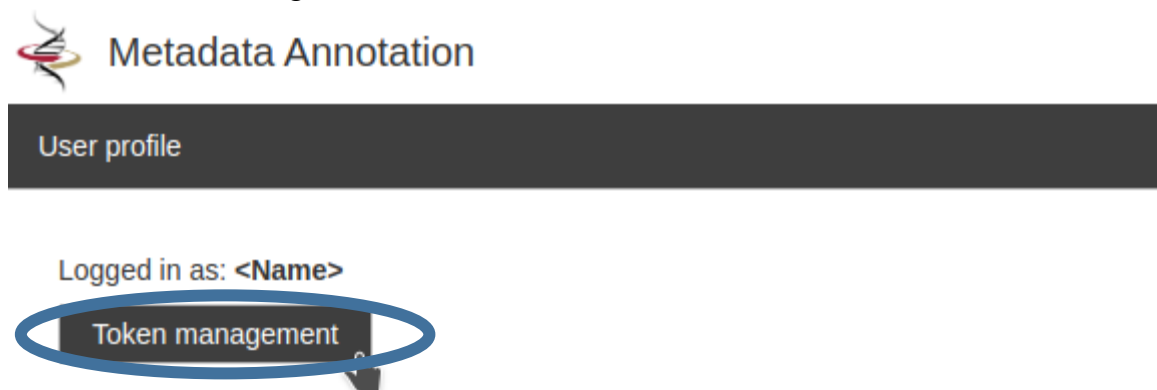 Metadata Annotation
User profile
Logged in as: <Name>
Token management